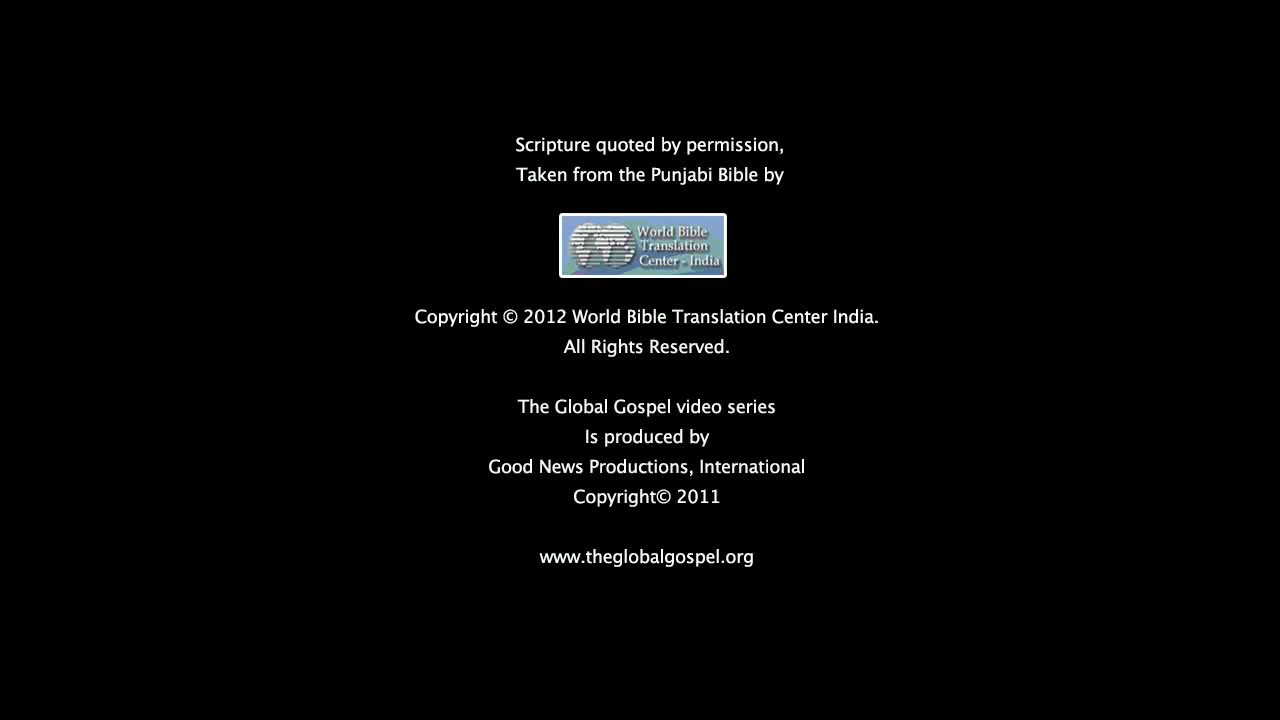 Scripture quoted by permission,
Taken from the Punjabi Bible by
World Bible
Translation
Center - India
Copyright © 2012 World Bible Translation Center India.
All Rights Reserved.
The Global Gospel video series
Is produced by
Good News Productions, International
Copyright© 2011
www.theglobalgospel.org